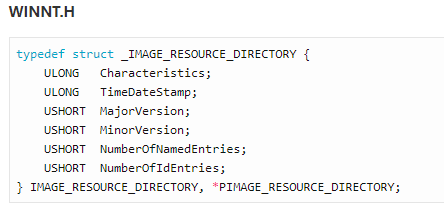 WINNT.H
typedef struct _IMAGE_RESOURCE_DIRECTORY {
    ULONG   Characteristics;
    ULONG   TimeDateStamp;
    USHORT  MajorVersion;
    USHORT  MinorVersion;
    USHORT  NumberOfNamedEntries;
    USHORT  NumberOfIdEntries;
} IMAGE_RESOURCE_DIRECTORY, *PIMAGE_RESOURCE_DIRECTORY;